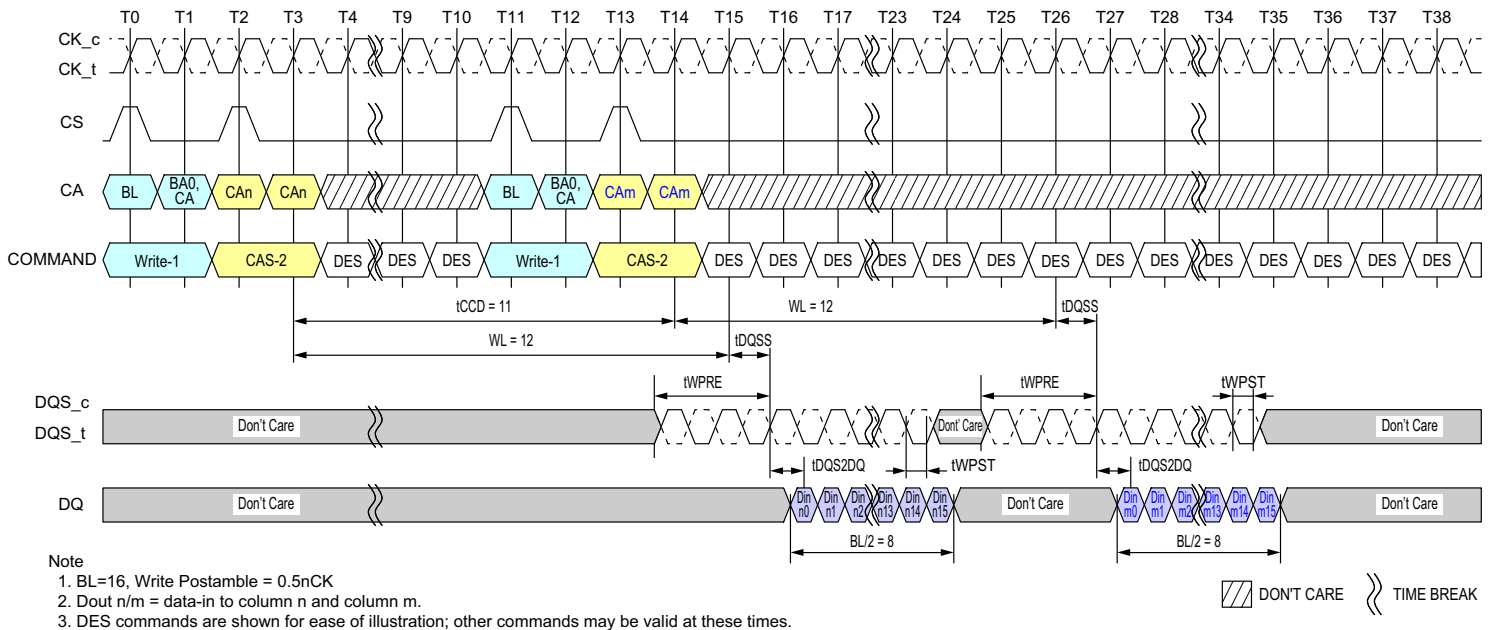 T0 T1 T2 T3 T4 T9 T10 T11 T12 T13 T14 T15 T16 T17 T23 T24 T25 T26 T27 T28 T34 T35 T36 T37 T38
CK_c
CK_t
CS
CA
BL
BA0,
CA
CAn
CAn
BL
BA0,
CA
CAm
CAm
COMMAND
Write-1 CAS-2 DES DES DES Write-1 CAS-2 DES DES DES DES DES DES DES DES DES DES DES DES DES DES
tCCD = 11 WL = 12 tDQSS
WL = 12 tDQSS
tWPRE tWPRE tWPST
DQS_c
DQS_t
Don't Care Dont' Care Don't Care
tDQS2DQ tWPST tDQS2DQ
DQ
Don't Care
Din
n0
Din
n1
Din
n2
Din
n13
Din
n14
Din
n15
Don't Care
Din
m0
Din
m1
Din
m2
Din
m13
Din
m14
Din
m15
Don't Care
BL/2 = 8 BL/2 = 8
Note
1. BL=16, Write Postamble = 0.5nCK
2. Dout n/m = data-in to column n and column m.
3. DES commands are shown for ease of illustration; other commands may be valid at these times.
DON'T CARE TIME BREAK